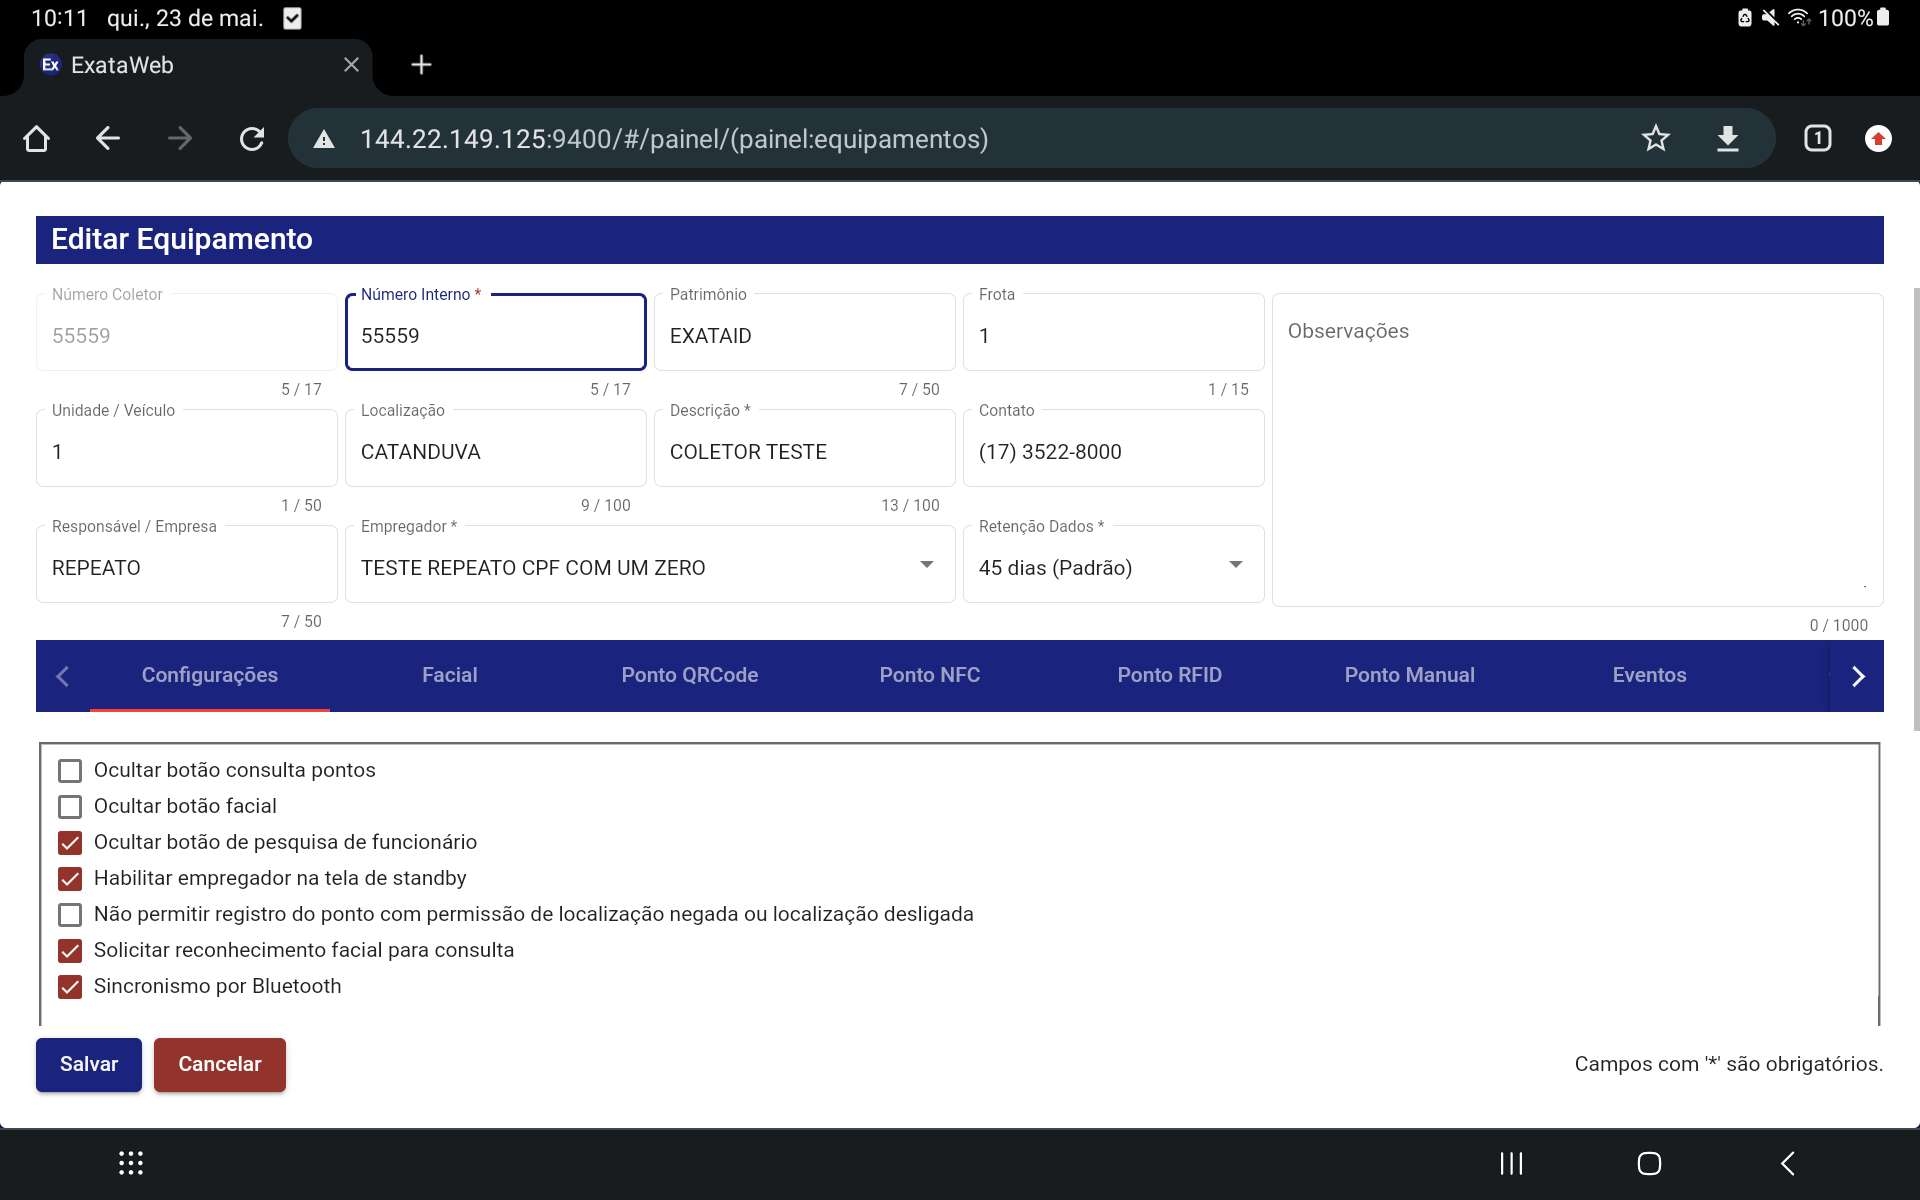 10:11 qui., 23 de mai.
100%
Ex ExataWeb
144.22.149.125:9400/#/painel/(painel:equipamentos)
1
Editar Equipamento
Número Coletor
55559
5 / 17
Número Interno *
55559
5 / 17
Patrimônio
EXATAID
7 / 50
Frota
1
1 / 15
Observações
0 / 1000
Unidade / Veículo
1
1 / 50
Localização
CATANDUVA
9 / 100
Descrição *
COLETOR TESTE
13 / 100
Contato
(17) 3522-8000
Responsável / Empresa
REPEATO
7 / 50
Empregador *
TESTE REPEATO CPF COM UM ZERO
Retenção Dados *
45 dias (Padrão)
Configurações Facial Ponto QRCode Ponto NFC Ponto RFID Ponto Manual Eventos
Ocultar botão consulta pontos
Ocultar botão facial
Ocultar botão de pesquisa de funcionário
Habilitar empregador na tela de standby
Não permitir registro do ponto com permissão de localização negada ou localização desligada
Solicitar reconhecimento facial para consulta
Sincronismo por Bluetooth
Salvar Cancelar
Campos com '*' são obrigatórios.